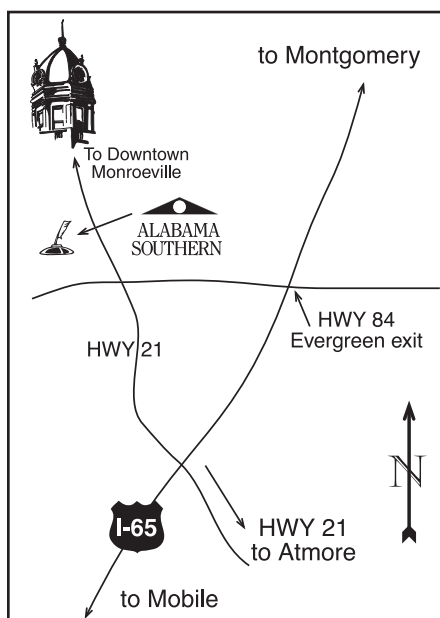 to Montgomery
To Downtown
Monroeville
ALABAMA
SOUTHERN
HWY 84
Evergreen exit
HWY 21
N
I-65
HWY 21
to Atmore
to Mobile